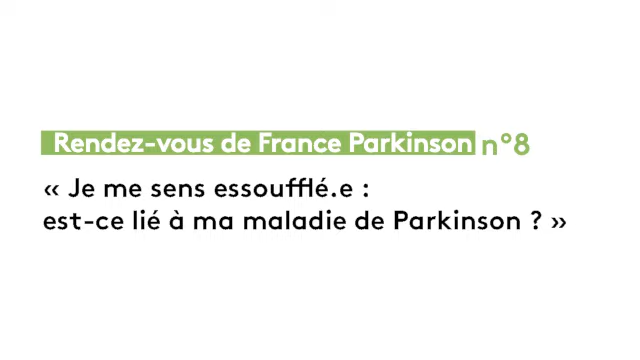 Rendez-vous de France Parkinson n°8
« Je me sens essoufflé.e :
est-ce lié à ma maladie de Parkinson ? »